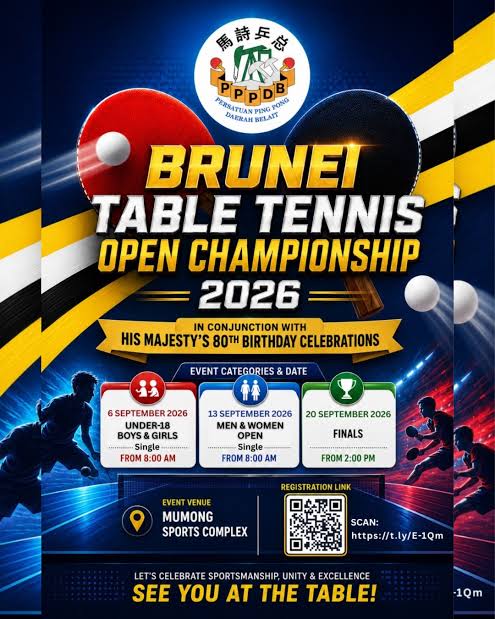 馬詩乒总
PPPDB
PERSATUAN PING PONG
DAERAH BELAIT
BRUNEI
TABLE TENNIS
OPEN CHAMPIONSHIP
2026
IN CONJUNCTION WITH
HIS MAJESTY'S 80TH BIRTHDAY CELEBRATIONS
EVENT CATEGORIES & DATE
6 SEPTEMBER 2026
UNDER-18
BOYS & GIRLS
Single
FROM 8:00 AM
13 SEPTEMBER 2026
MEN & WOMEN
OPEN
Single
FROM 8:00 AM
20 SEPTEMBER 2026
FINALS
FROM 2:00 PM
EVENT VENUE
MUMONG
SPORTS COMPLEX
REGISTRATION LINK
SCAN:
https://t.ly/E-1Qm
LET'S CELEBRATE SPORTSMANSHIP, UNITY & EXCELLENCE
SEE YOU AT THE TABLE!
-1Qm